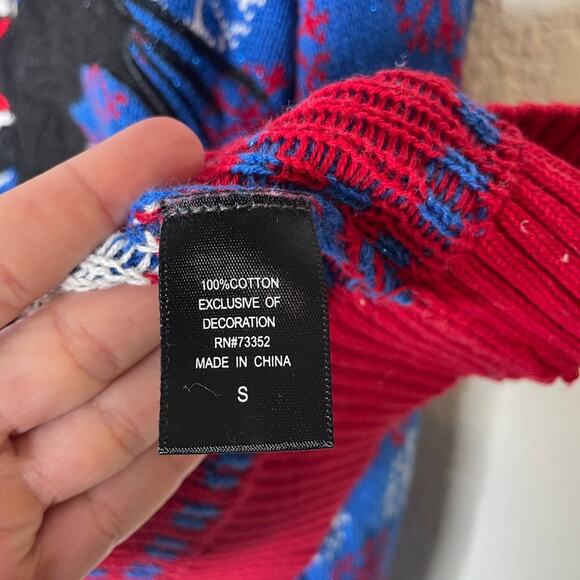 100%COTTON
EXCLUSIVE OF
DECORATION
RN#73352
MADE IN CHINA
S